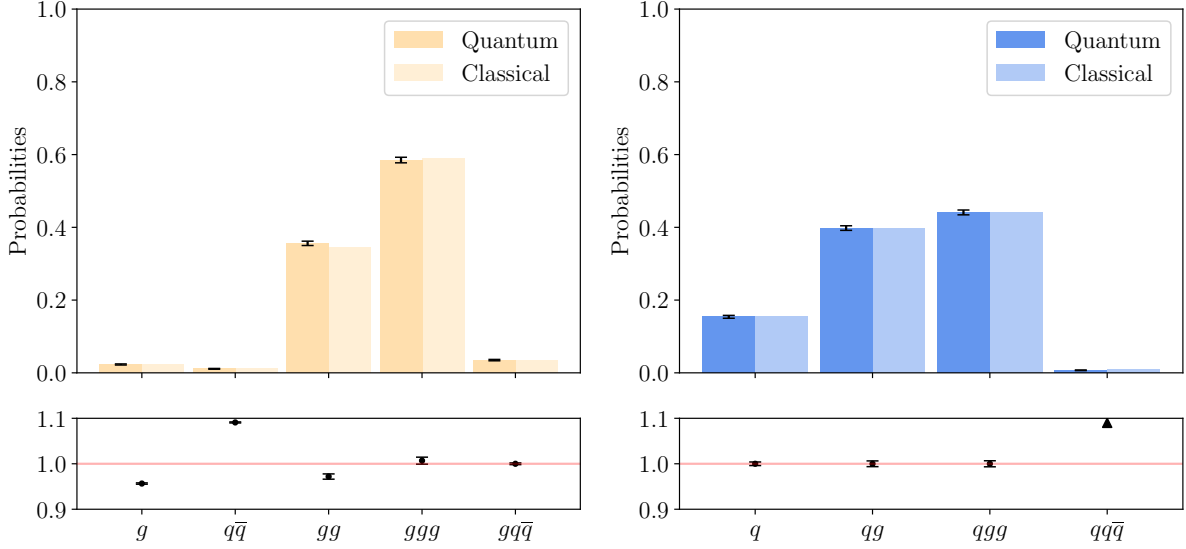 Probabilities
1.0
0.8
0.6
0.4
0.2
0.0
Quantum
Classical
1.1
1.0
0.9
g
qq̅
gg
ggg
gqq̅
Probabilities
1.0
0.8
0.6
0.4
0.2
0.0
Quantum
Classical
1.1
1.0
0.9
q
qg
qgg
qqq̅